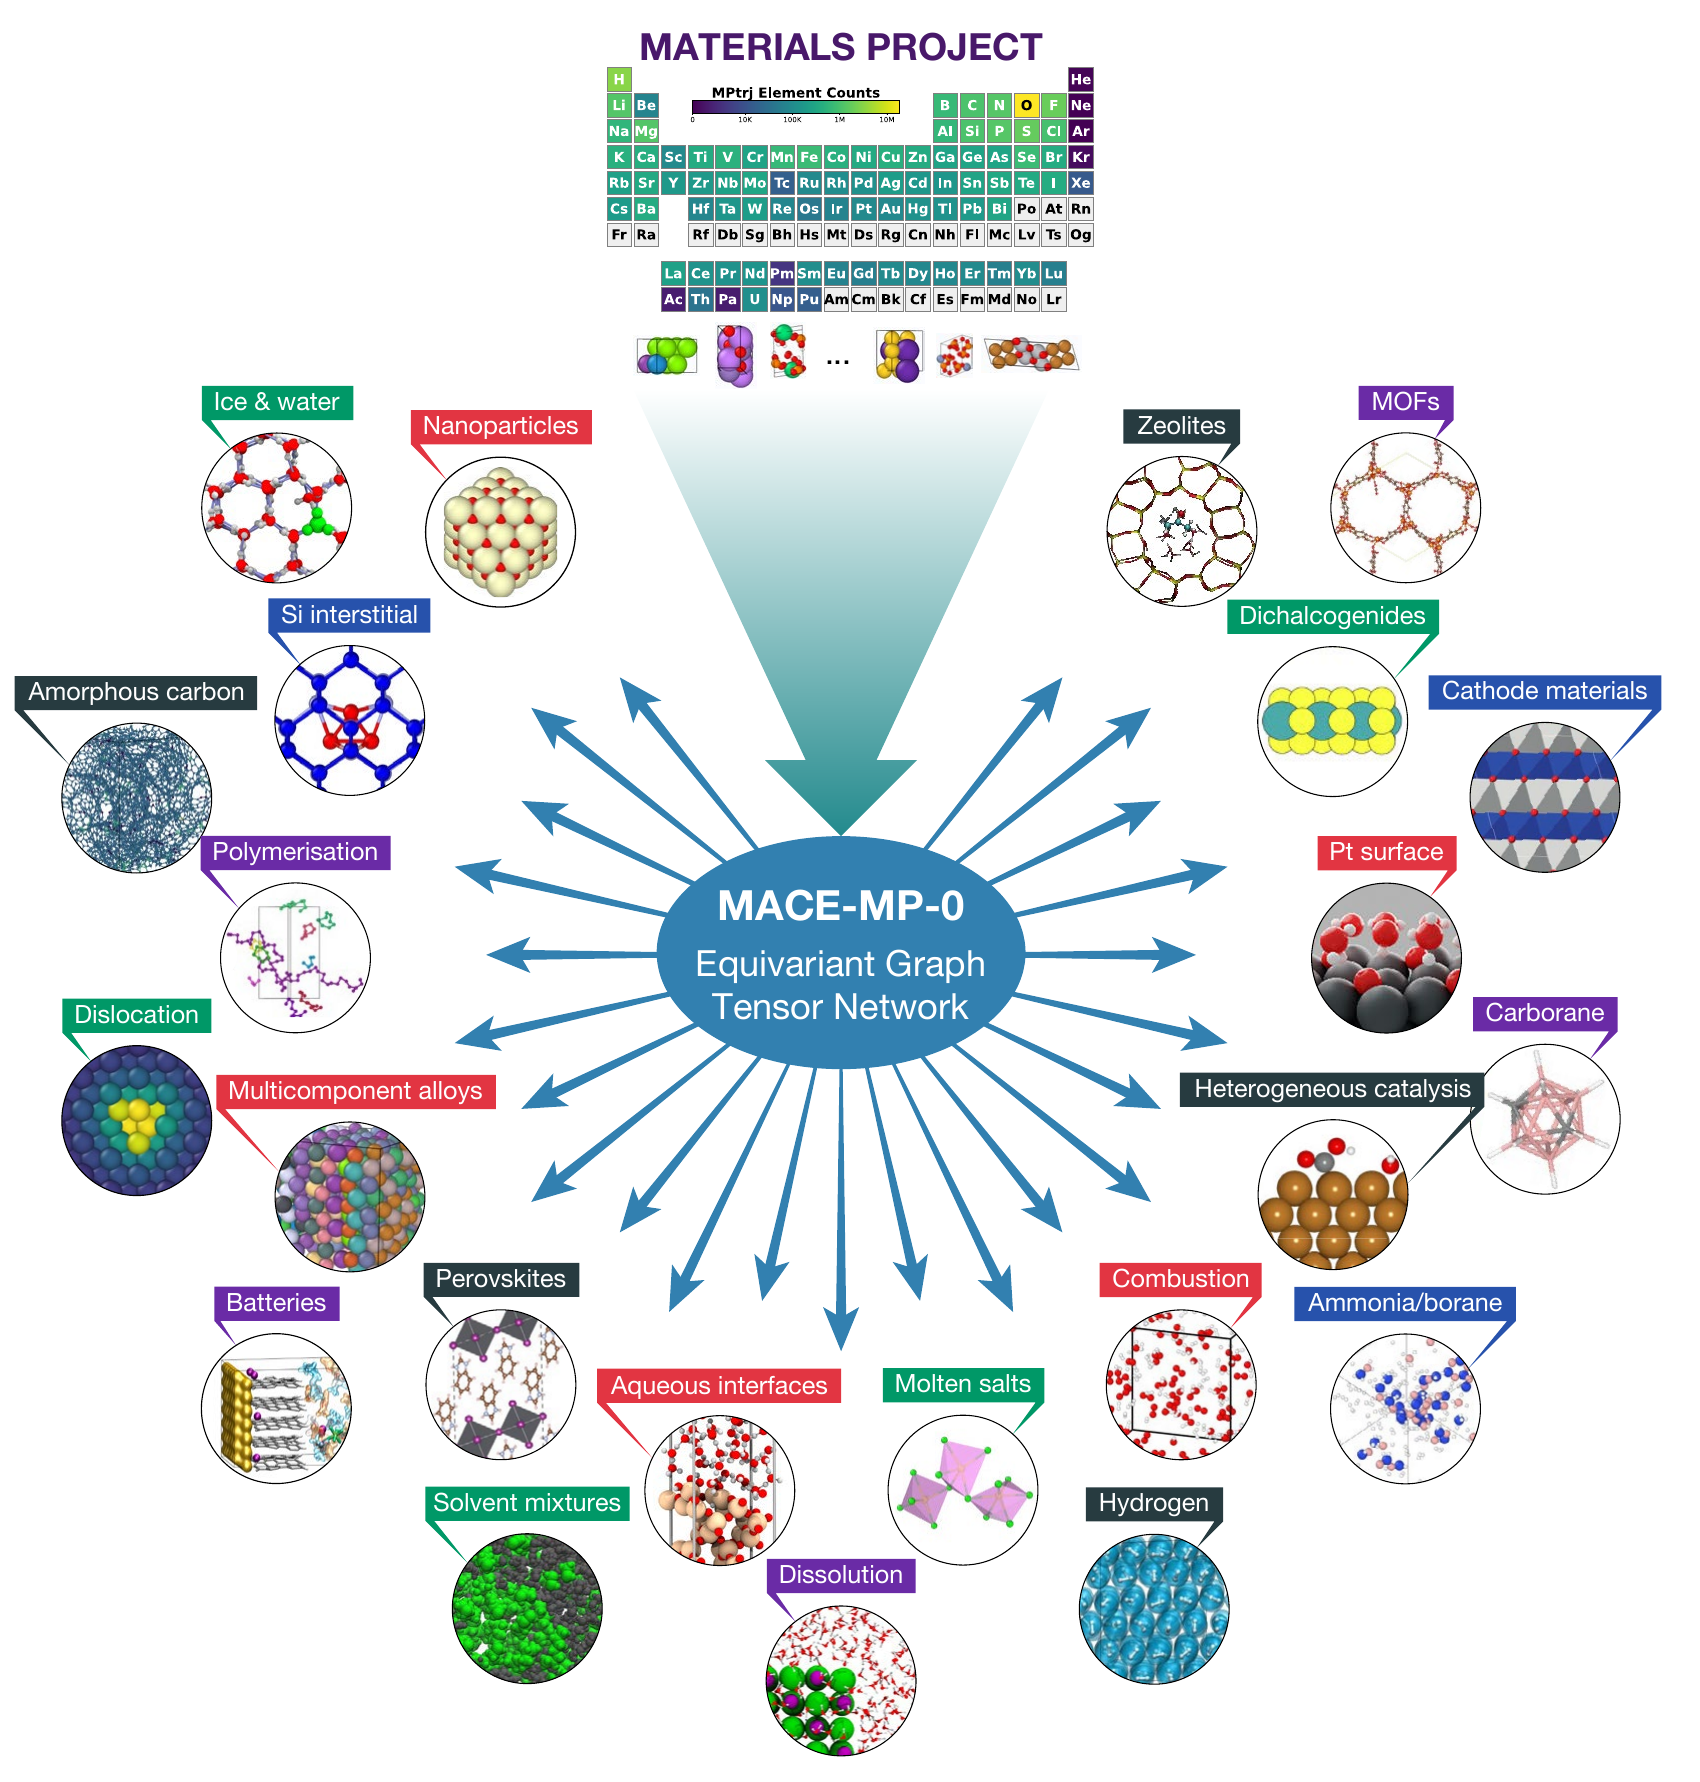 MATERIALS PROJECT
H He
MPtrj Element Counts
Li Be B C N O F Ne
0 10K 100K 1M 10M
Na Mg Al Si P S Cl Ar
K Ca Sc Ti V Cr Mn Fe Co Ni Cu Zn Ga Ge As Se Br Kr
Rb Sr Y Zr Nb Mo Tc Ru Rh Pd Ag Cd In Sn Sb Te I Xe
Cs Ba Hf Ta W Re Os Ir Pt Au Hg Tl Pb Bi Po At Rn
Fr Ra Rf Db Sg Bh Hs Mt Ds Rg Cn Nh Fl Mc Lv Ts Og
La Ce Pr Nd Pm Sm Eu Gd Tb Dy Ho Er Tm Yb Lu
Ac Th Pa U Np Pu Am Cm Bk Cf Es Fm Md No Lr
...
Ice & water
Nanoparticles
Zeolites
MOFs
Si interstitial
Dichalcogenides
Amorphous carbon
Cathode materials
Polymerisation
Pt surface
MACE-MP-0
Equivariant Graph
Tensor Network
Dislocation
Carborane
Multicomponent alloys
Heterogeneous catalysis
Batteries
Perovskites
Combustion
Ammonia/borane
Aqueous interfaces
Molten salts
Solvent mixtures
Hydrogen
Dissolution